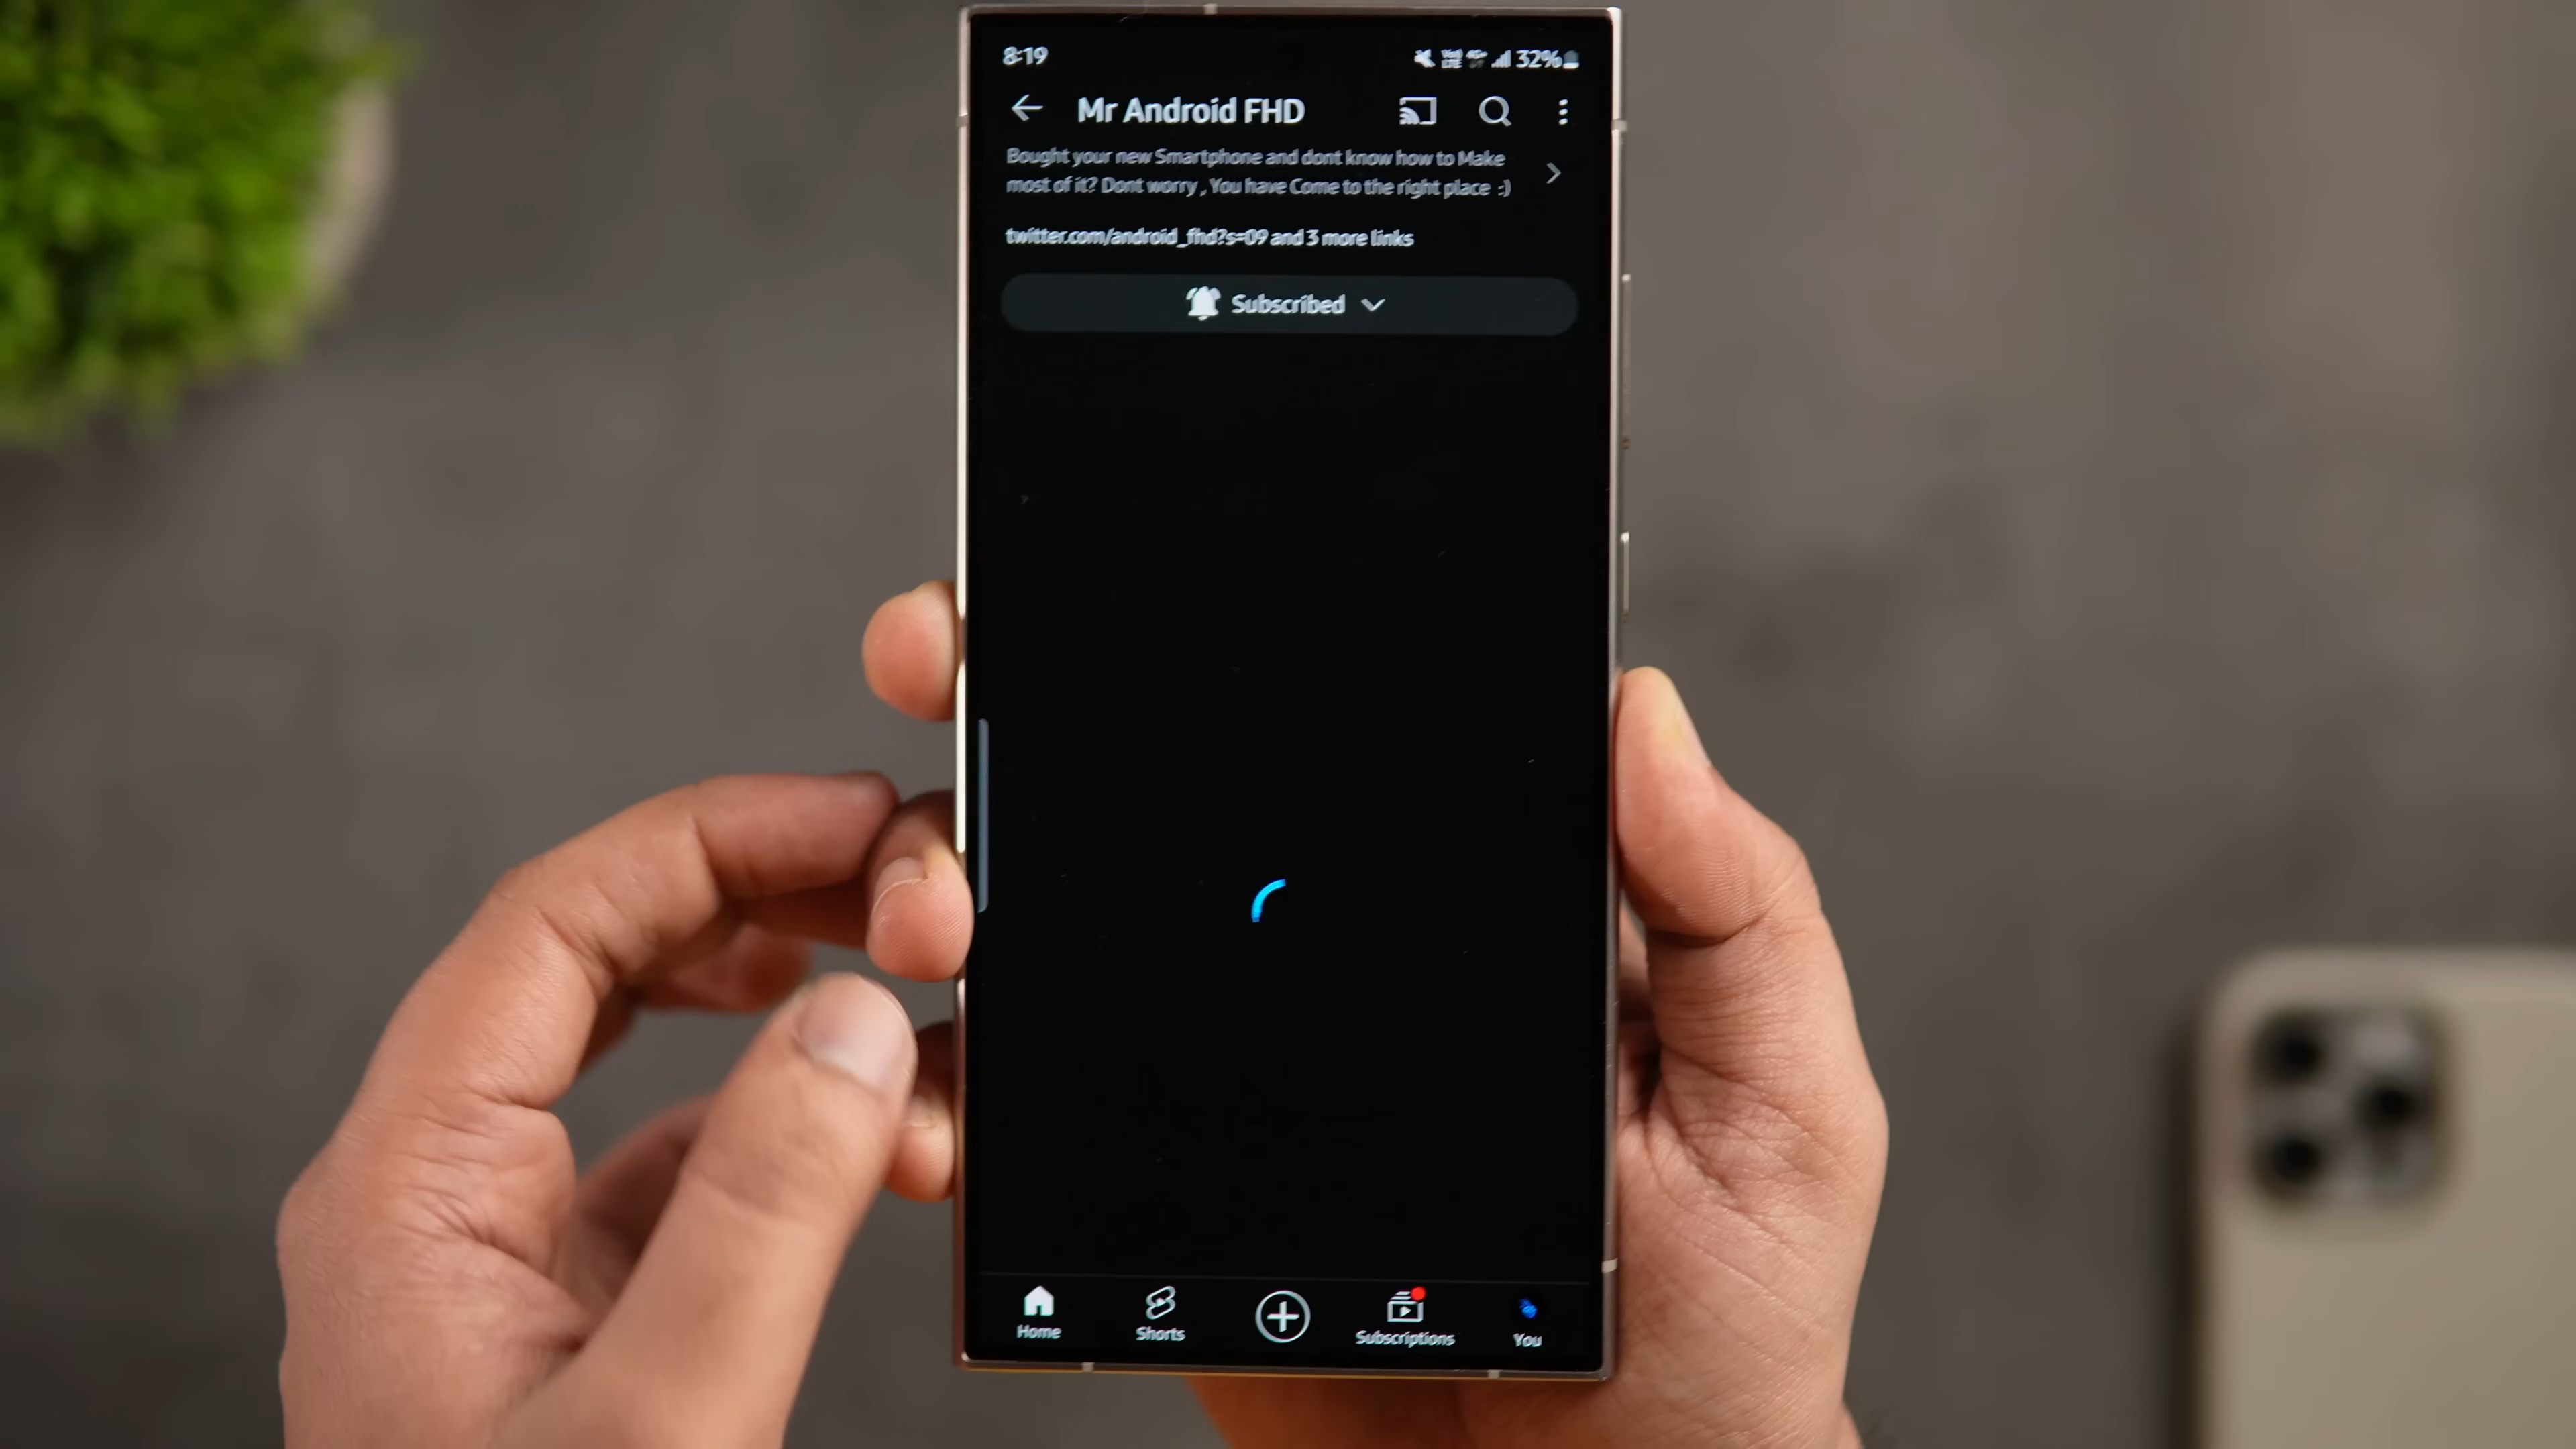 8:19
32%
Mr Android FHD
Bought your new Smartphone and dont know how to Make
most of it? Dont worry , You have Come to the right place :)
twitter.com/android_fhd?s=09 and 3 more links
Subscribed
Home
Shorts
Subscriptions
You